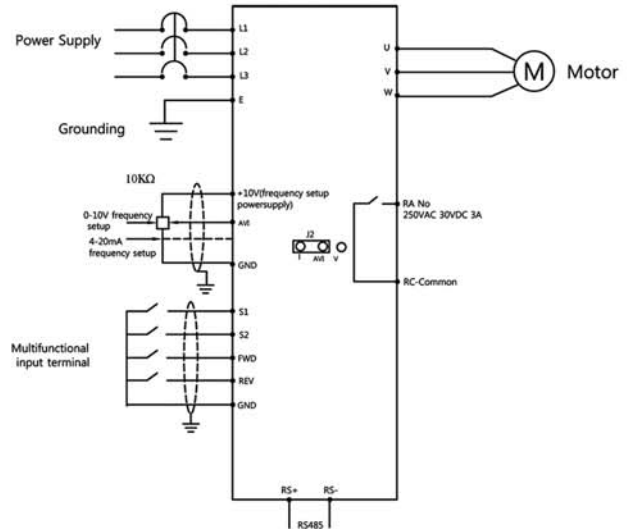 Power Supply
L1
L2
L3
E
Grounding
U
V
W
M
Motor
10KΩ
+10V(frequency setup
powersupply)
0-10V frequency
setup
AVI
4-20mA
frequency setup
GND
J2
I AVI V
RA No
250VAC 30VDC 3A
RC-Common
Multifunctional
input terminal
S1
S2
FWD
REV
GND
RS+ RS-
RS485